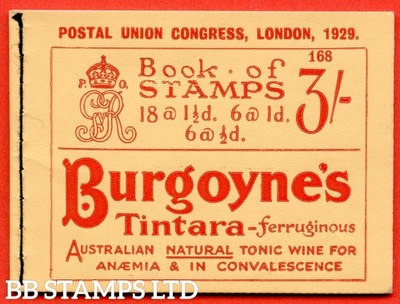 POSTAL UNION CONGRESS, LONDON, 1929.
168
P. O.
GR
Book of
STAMPS
3/-
18 @ 1½d. 6 @ 1d.
6 @ ½d.
Burgoyne's
Tintara-ferruginous
AUSTRALIAN NATURAL TONIC WINE FOR
ANÆMIA & IN CONVALESCENCE
BB STAMPS LTD